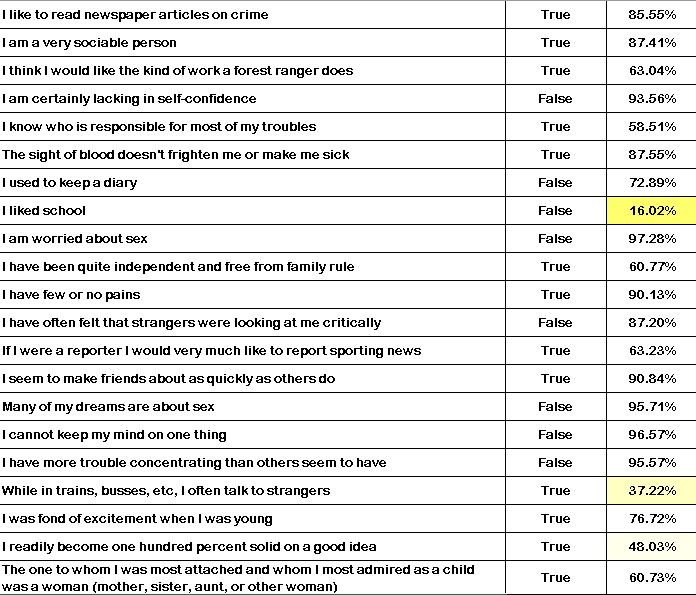 I like to read newspaper articles on crime True 85.55%
I am a very sociable person True 87.41%
I think I would like the kind of work a forest ranger does True 63.04%
I am certainly lacking in self-confidence False 93.56%
I know who is responsible for most of my troubles True 58.51%
The sight of blood doesn't frighten me or make me sick True 87.55%
I used to keep a diary False 72.89%
I liked school False 16.02%
I am worried about sex False 97.28%
I have been quite independent and free from family rule True 60.77%
I have few or no pains True 90.13%
I have often felt that strangers were looking at me critically False 87.20%
If I were a reporter I would very much like to report sporting news True 63.23%
I seem to make friends about as quickly as others do True 90.84%
Many of my dreams are about sex False 95.71%
I cannot keep my mind on one thing False 96.57%
I have more trouble concentrating than others seem to have False 95.57%
While in trains, busses, etc, I often talk to strangers True 37.22%
I was fond of excitement when I was young True 76.72%
I readily become one hundred percent solid on a good idea True 48.03%
The one to whom I was most attached and whom I most admired as a child
was a woman (mother, sister, aunt, or other woman) True 60.73%